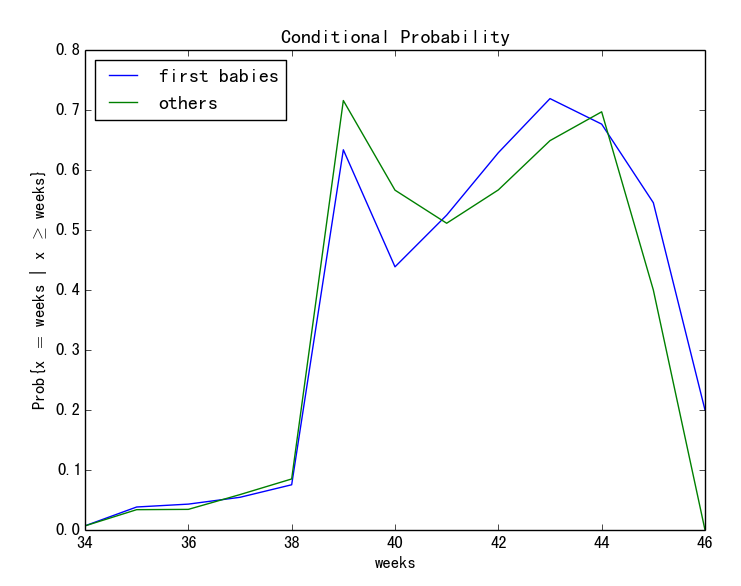 Conditional Probability
first babies
others
Prob{x = weeks | x ≥ weeks}
0.8
0.7
0.6
0.5
0.4
0.3
0.2
0.1
0.0
34 36 38 40 42 44 46
weeks